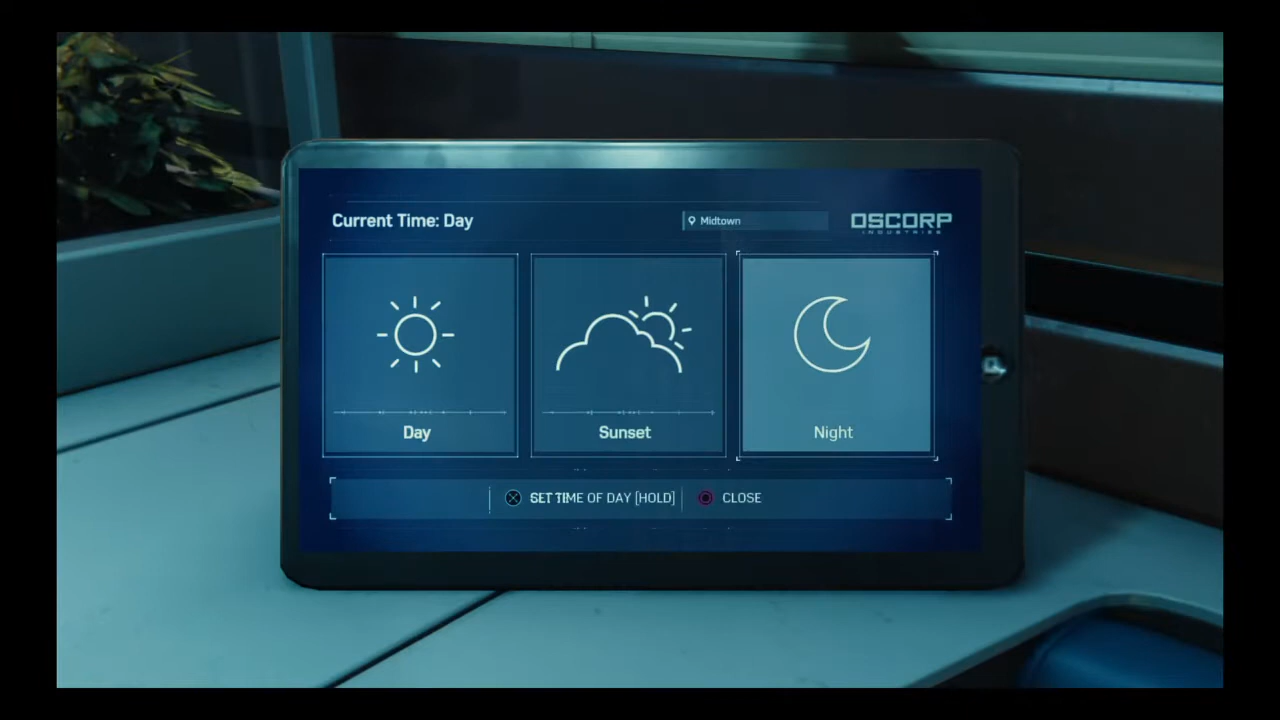 Current Time: Day
Midtown
OSCORP
INDUSTRIES
Day
Sunset
Night
SET TIME OF DAY [HOLD]
CLOSE